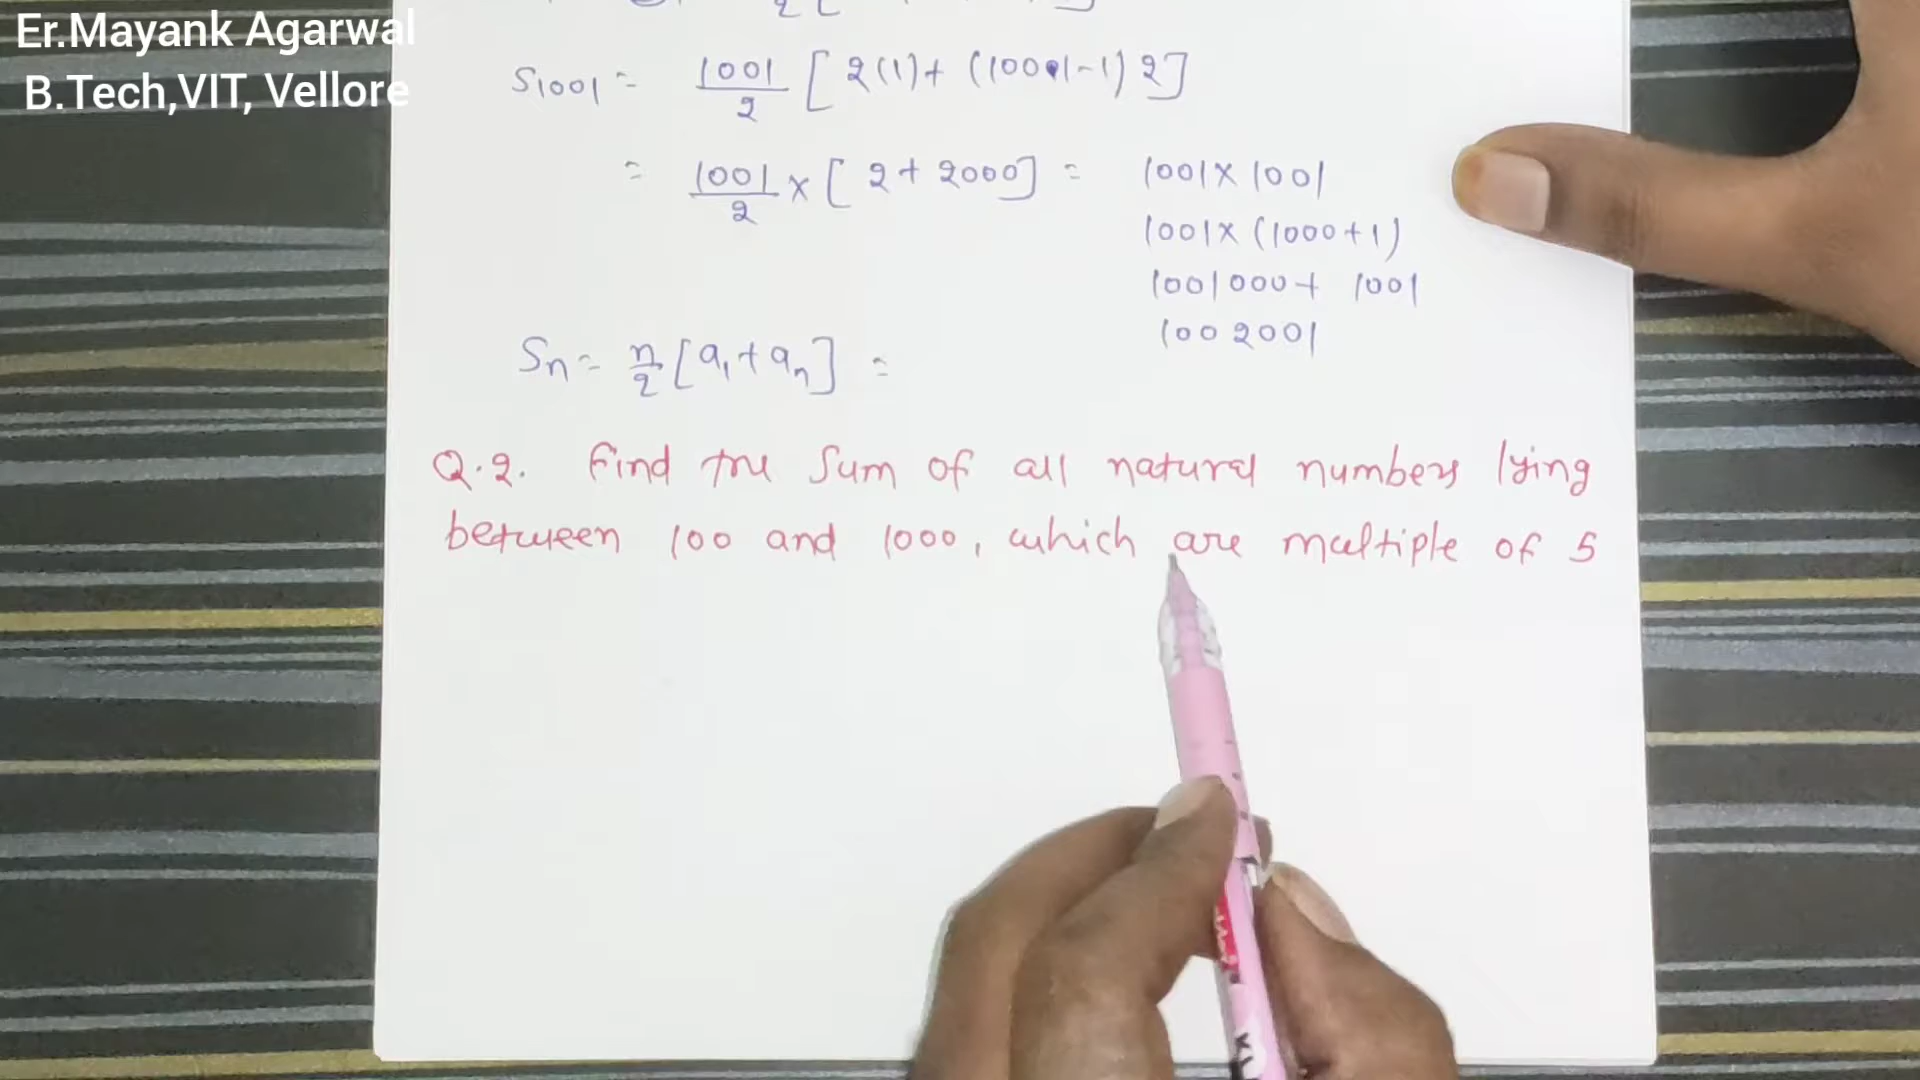 Er.Mayank Agarwal
B.Tech,VIT, Vellore
S1001 = 1001/2 [2(1)+ (1001-1) 2]
= 1001/2 × [2 + 2000] = 1001 × 1001
1001 × (1000+1)
1001000 + 1001
1002001
Sn = n/2 [a1 + an] =
Q.2. Find the sum of all natural numbers lying
between 100 and 1000, which are multiple of 5